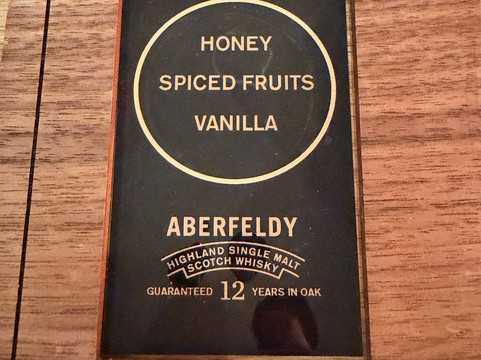 HONEY
SPICED FRUITS
VANILLA
ABERFELDY
HIGHLAND SINGLE MALT
SCOTCH WHISKY
GUARANTEED 12 YEARS IN OAK